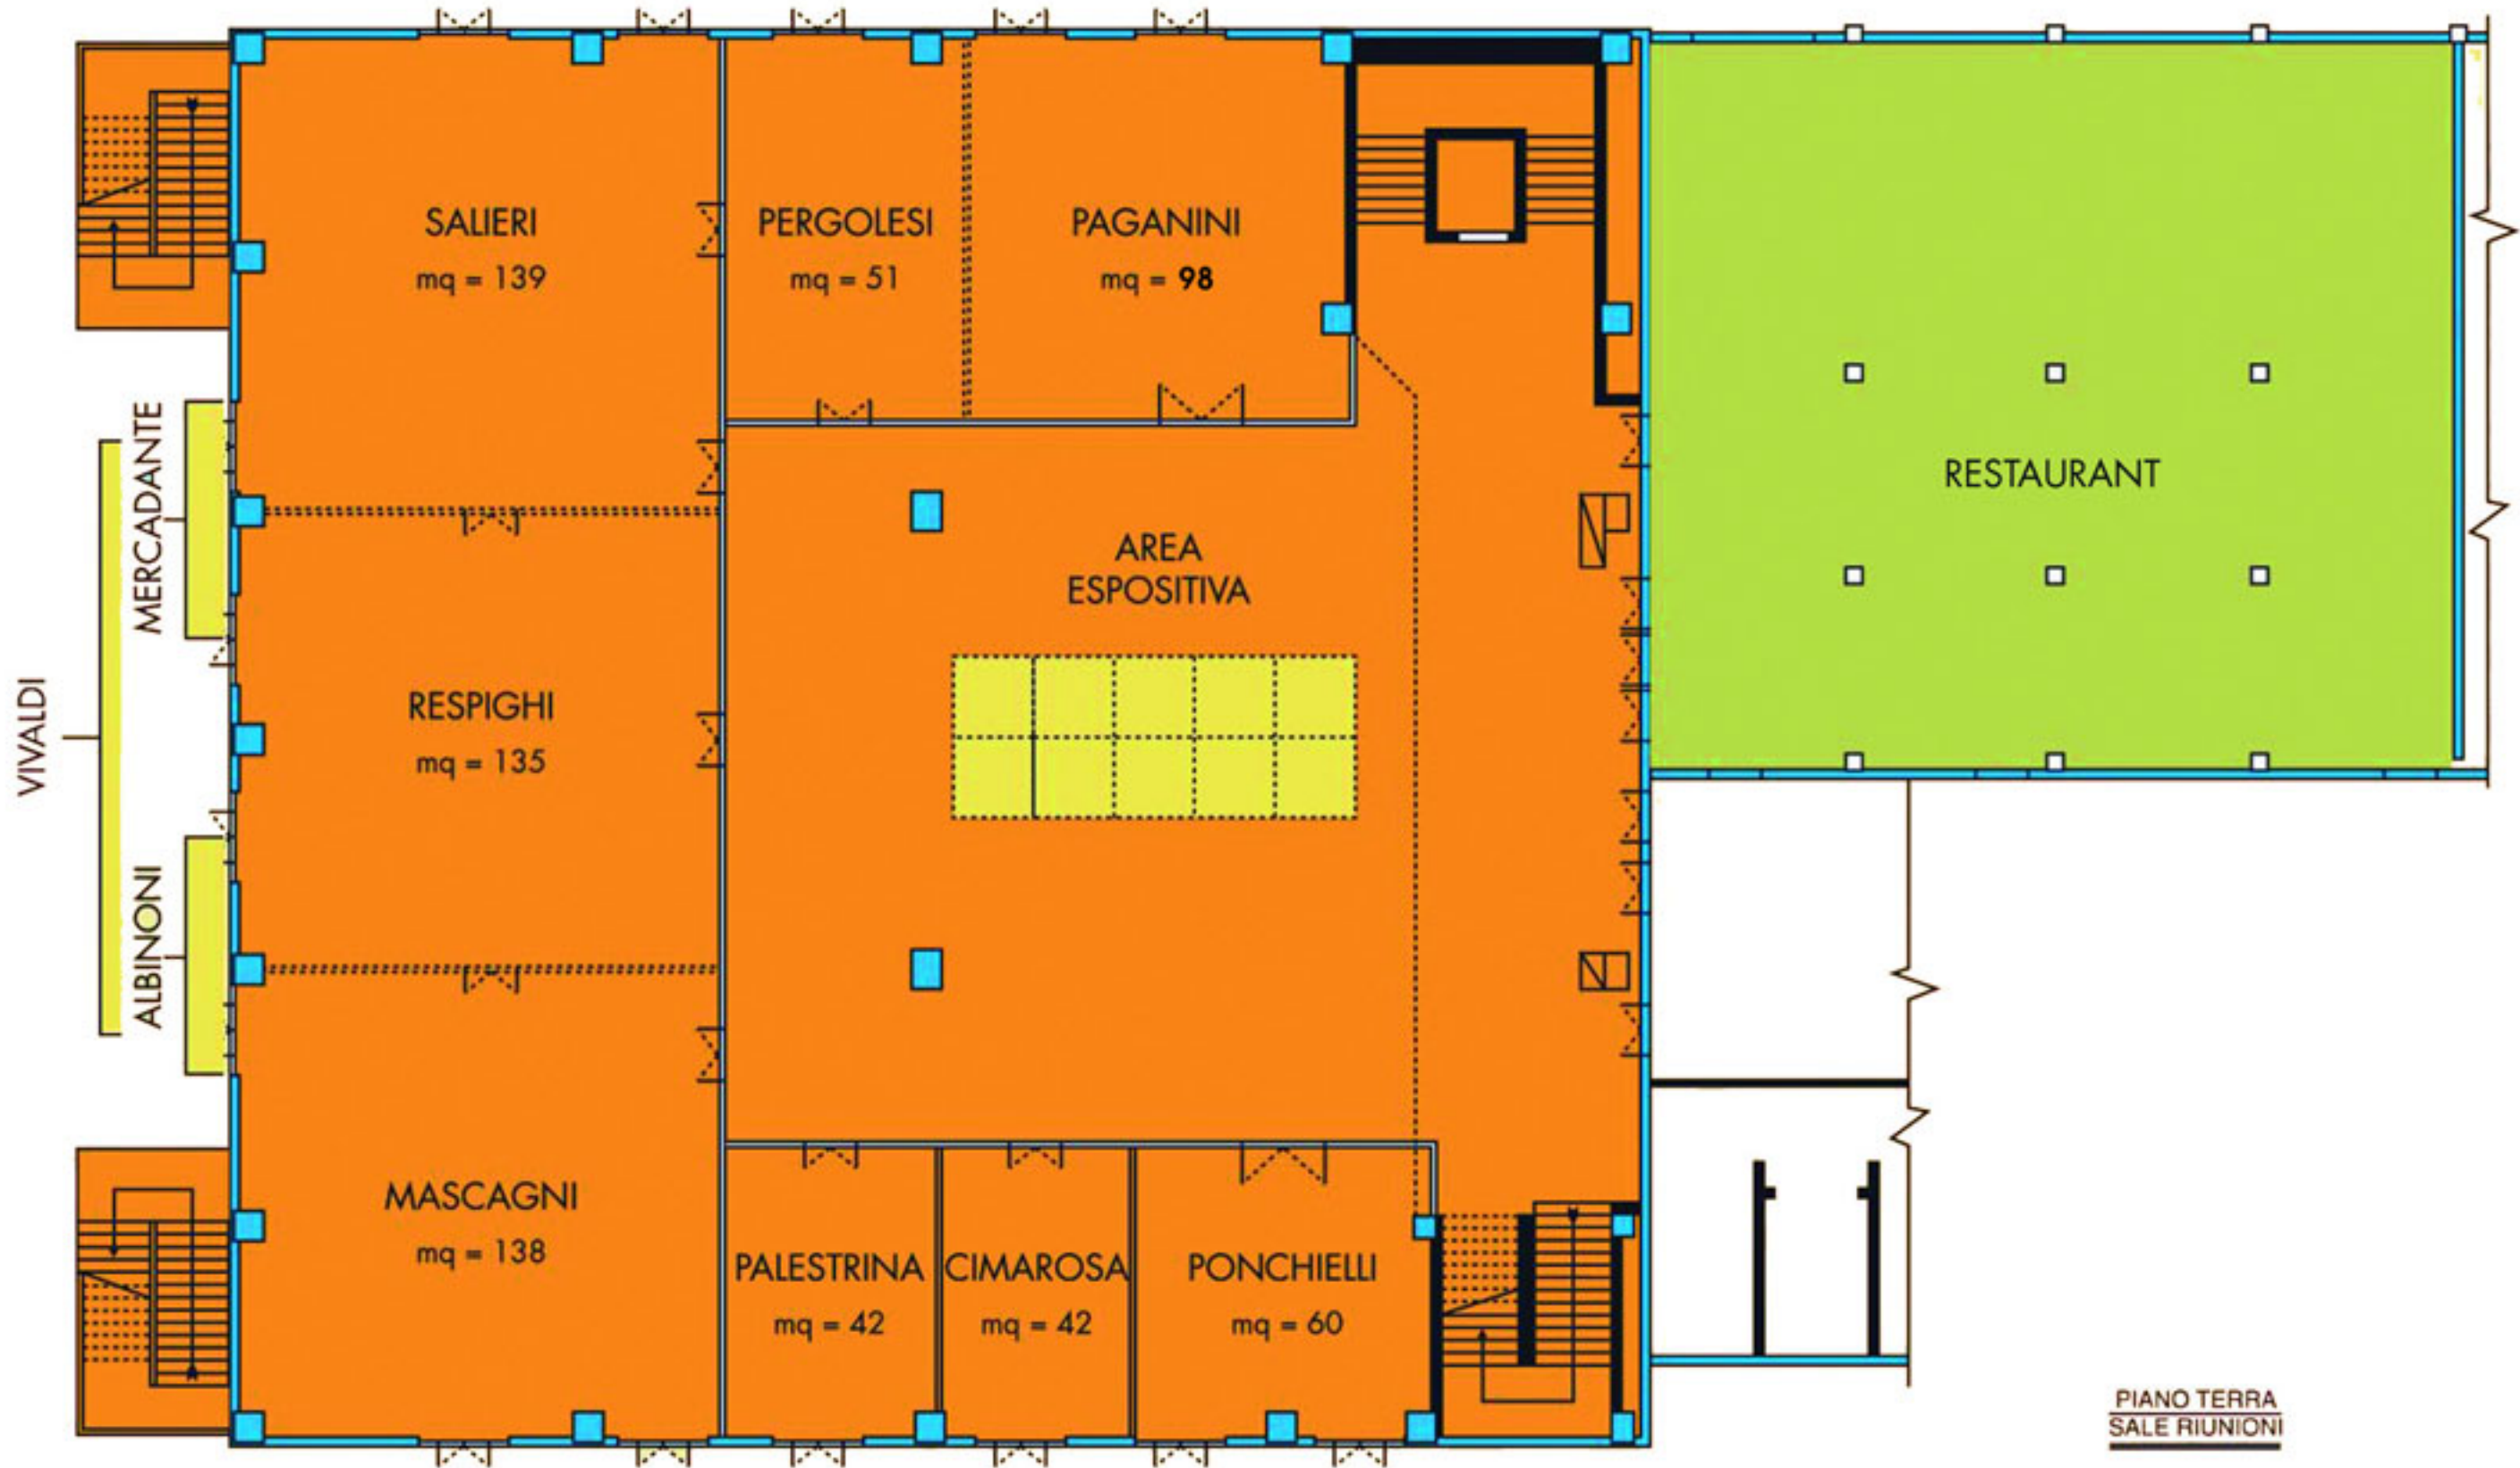 SALIERI
mq = 139
PERGOLESI
mq = 51
PAGANINI
mq = 98
MERCADANTE
VIVALDI
ALBINONI
RESPIGHI
mq = 135
AREA
ESPOSITIVA
RESTAURANT
MASCAGNI
mq = 138
PALESTRINA
mq = 42
CIMAROSA
mq = 42
PONCHIELLI
mq = 60
PIANO TERRA
SALE RIUNIONI